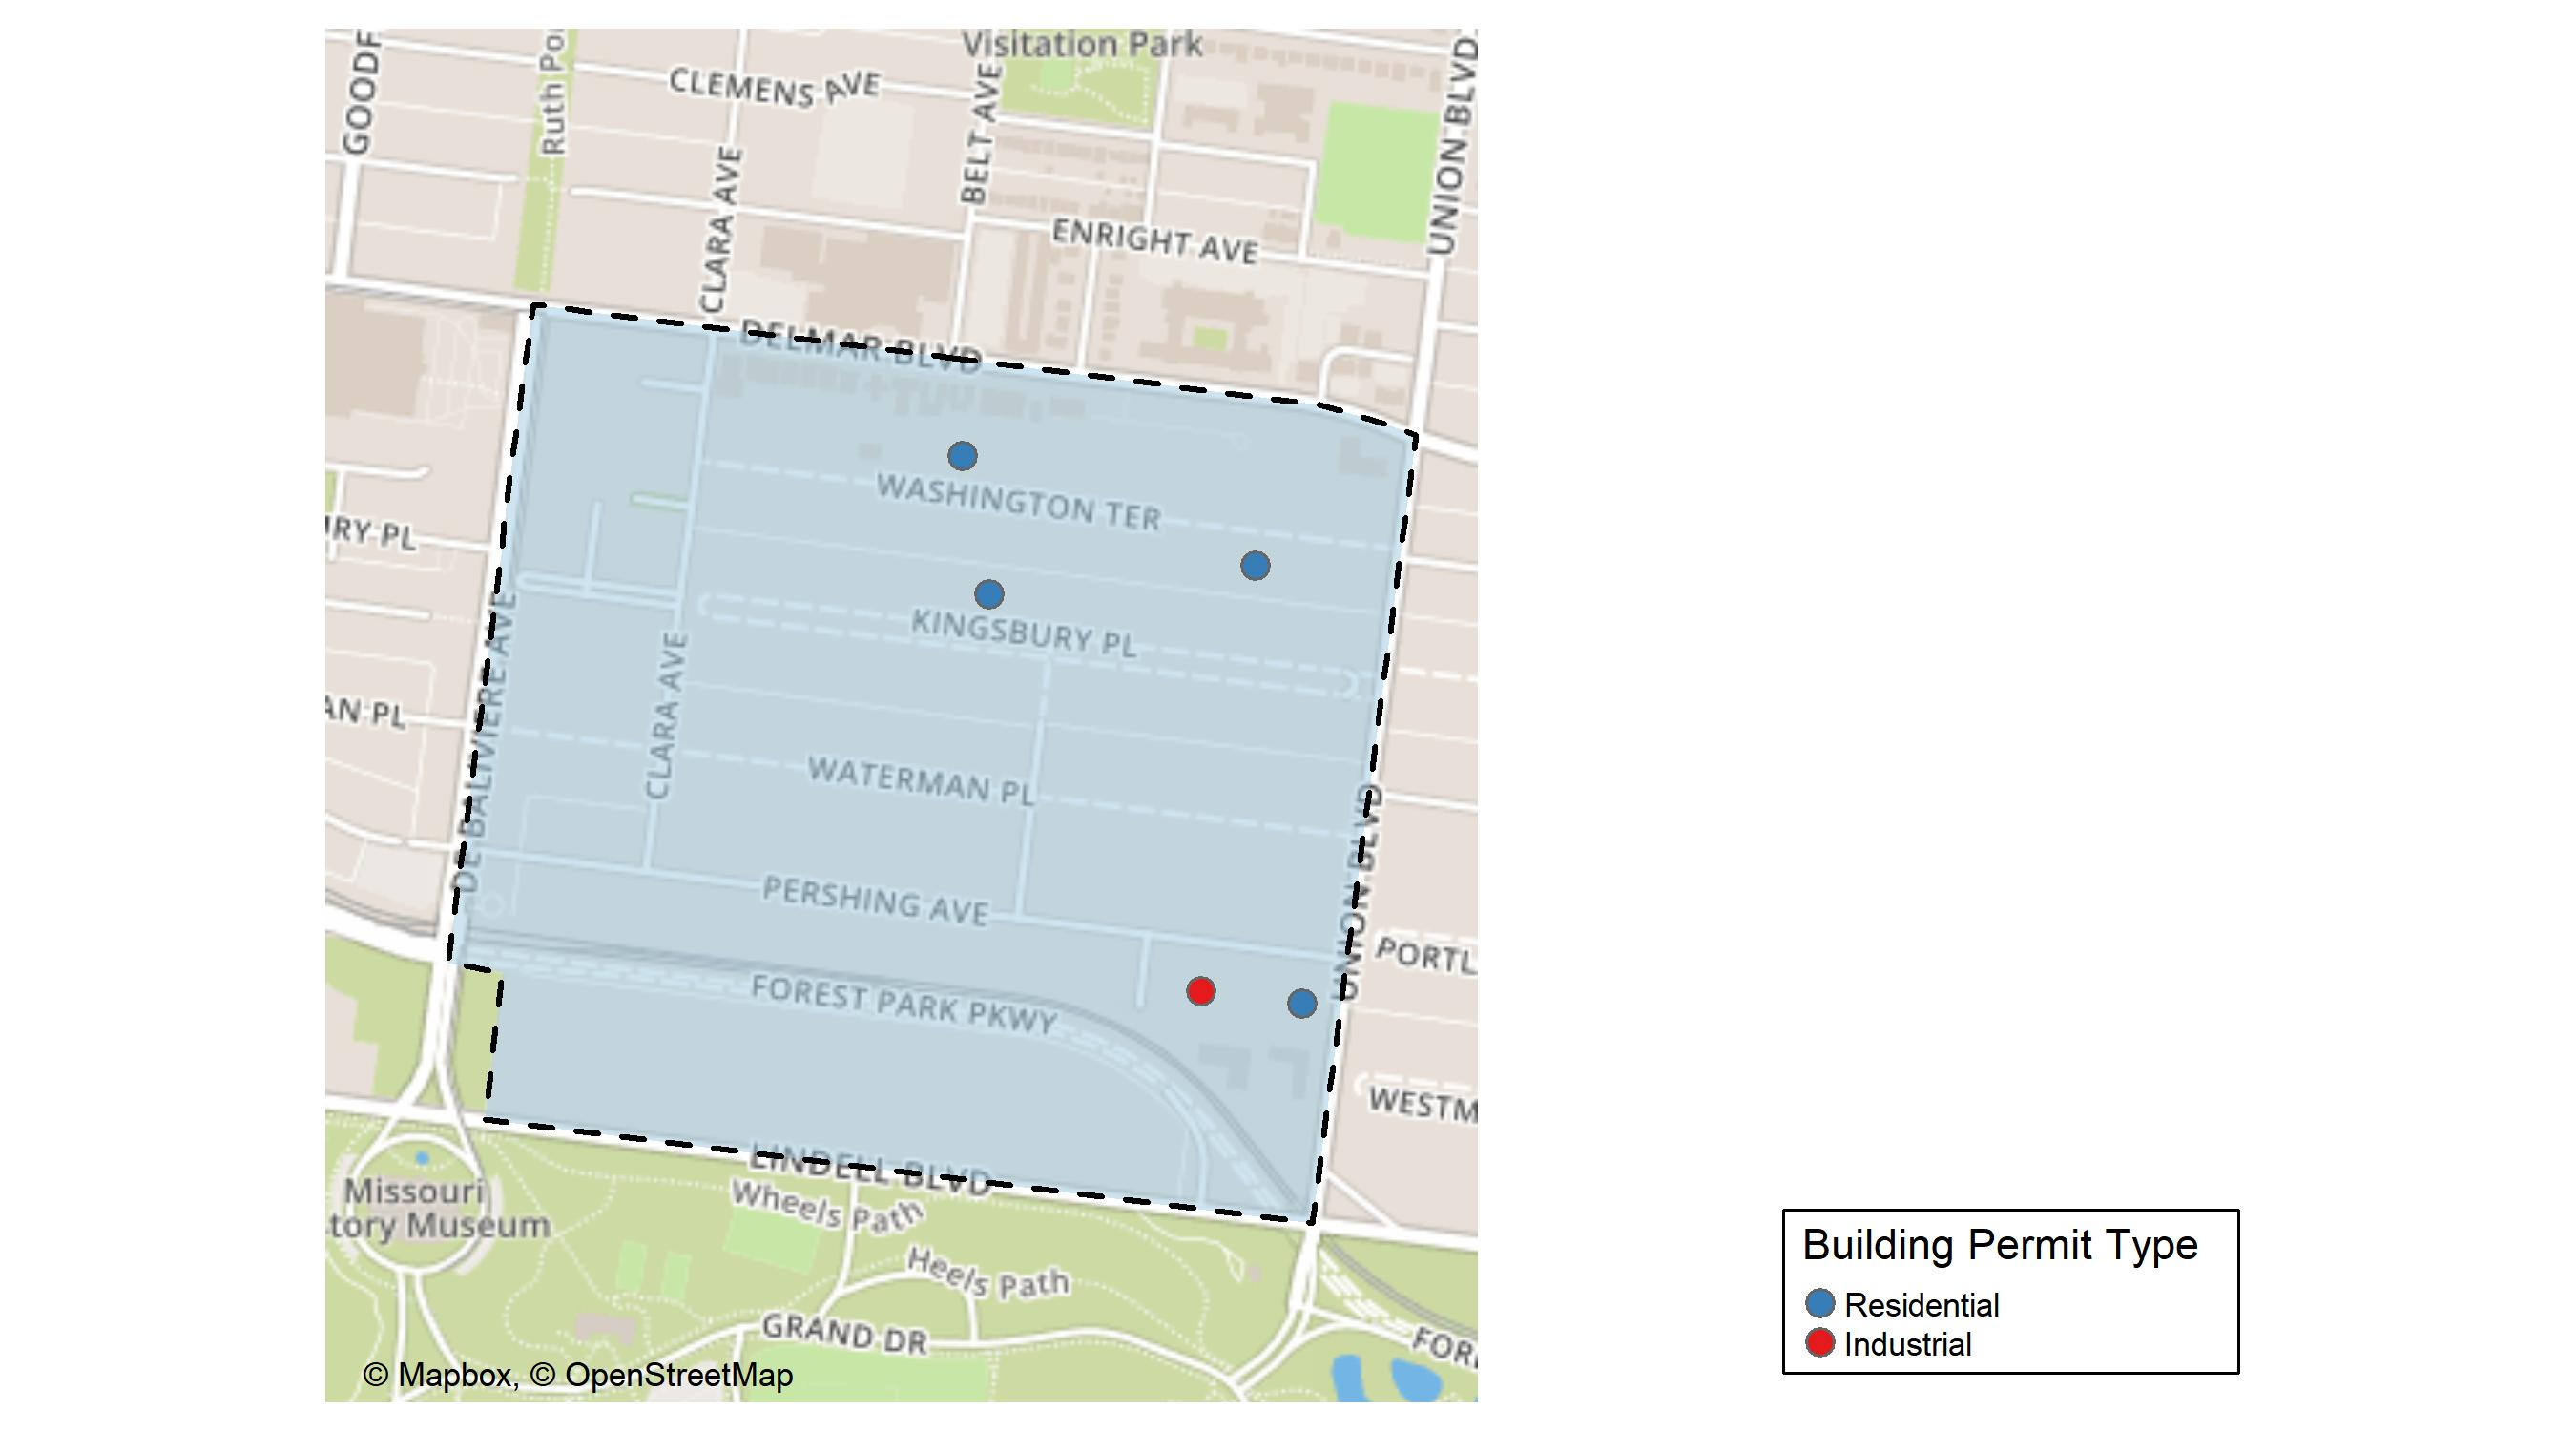 Visitation Park
GOODF
Ruth Po
CLEMENS AVE
BELT AVE
UNION BLVD
CLARA AVE
ENRIGHT AVE
DELMAR BLVD
WASHINGTON TER
RY PL
KINGSBURY PL
DE BALIVIERE AVE
CLARA AVE
AN PL
WATERMAN PL
UNION BLVD
PERSHING AVE
PORTL
FOREST PARK PKWY
WESTM
LINDELL BLVD
Missouri
tory Museum
Wheels Path
Heels Path
GRAND DR
FOR
© Mapbox, © OpenStreetMap
Building Permit Type
Residential
Industrial